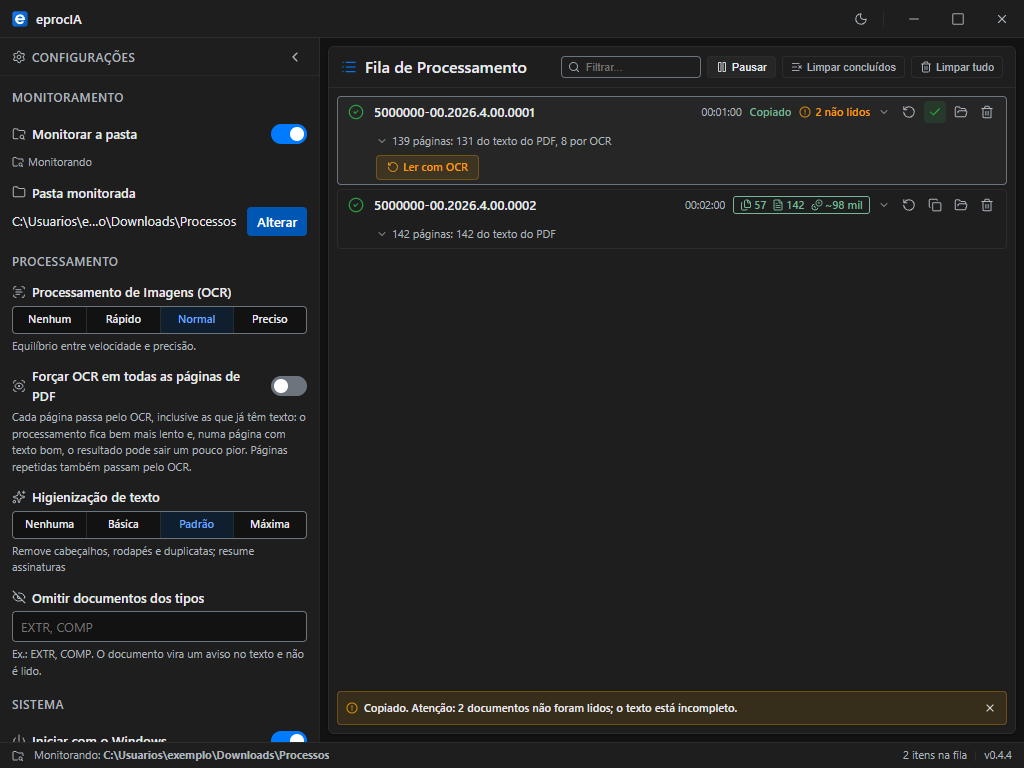 eprocIA
CONFIGURAÇÕES
MONITORAMENTO
Monitorar a pasta
Monitorando
Pasta monitorada
C:\Usuarios\e...o\Downloads\Processos
Alterar
PROCESSAMENTO
Processamento de Imagens (OCR)
Nenhum Rápido Normal Preciso
Equilíbrio entre velocidade e precisão.
Forçar OCR em todas as páginas de
PDF
Cada página passa pelo OCR, inclusive as que já têm texto: o
processamento fica bem mais lento e, numa página com
texto bom, o resultado pode sair um pouco pior. Páginas
repetidas também passam pelo OCR.
Higienização de texto
Nenhuma Básica Padrão Máxima
Remove cabeçalhos, rodapés e duplicatas; resume
assinaturas
Omitir documentos dos tipos
EXTR, COMP
Ex.: EXTR, COMP. O documento vira um aviso no texto e não
é lido.
SISTEMA
Iniciar com o Windows
Fila de Processamento
Filtrar...
Pausar
Limpar concluídos
Limpar tudo
5000000-00.2026.4.00.0001 00:01:00 Copiado 2 não lidos
139 páginas: 131 do texto do PDF, 8 por OCR
Ler com OCR
5000000-00.2026.4.00.0002 00:02:00 57 142 ~98 mil
142 páginas: 142 do texto do PDF
Copiado. Atenção: 2 documentos não foram lidos; o texto está incompleto.
Monitorando: C:\Usuarios\exemplo\Downloads\Processos
2 itens na fila v0.4.4